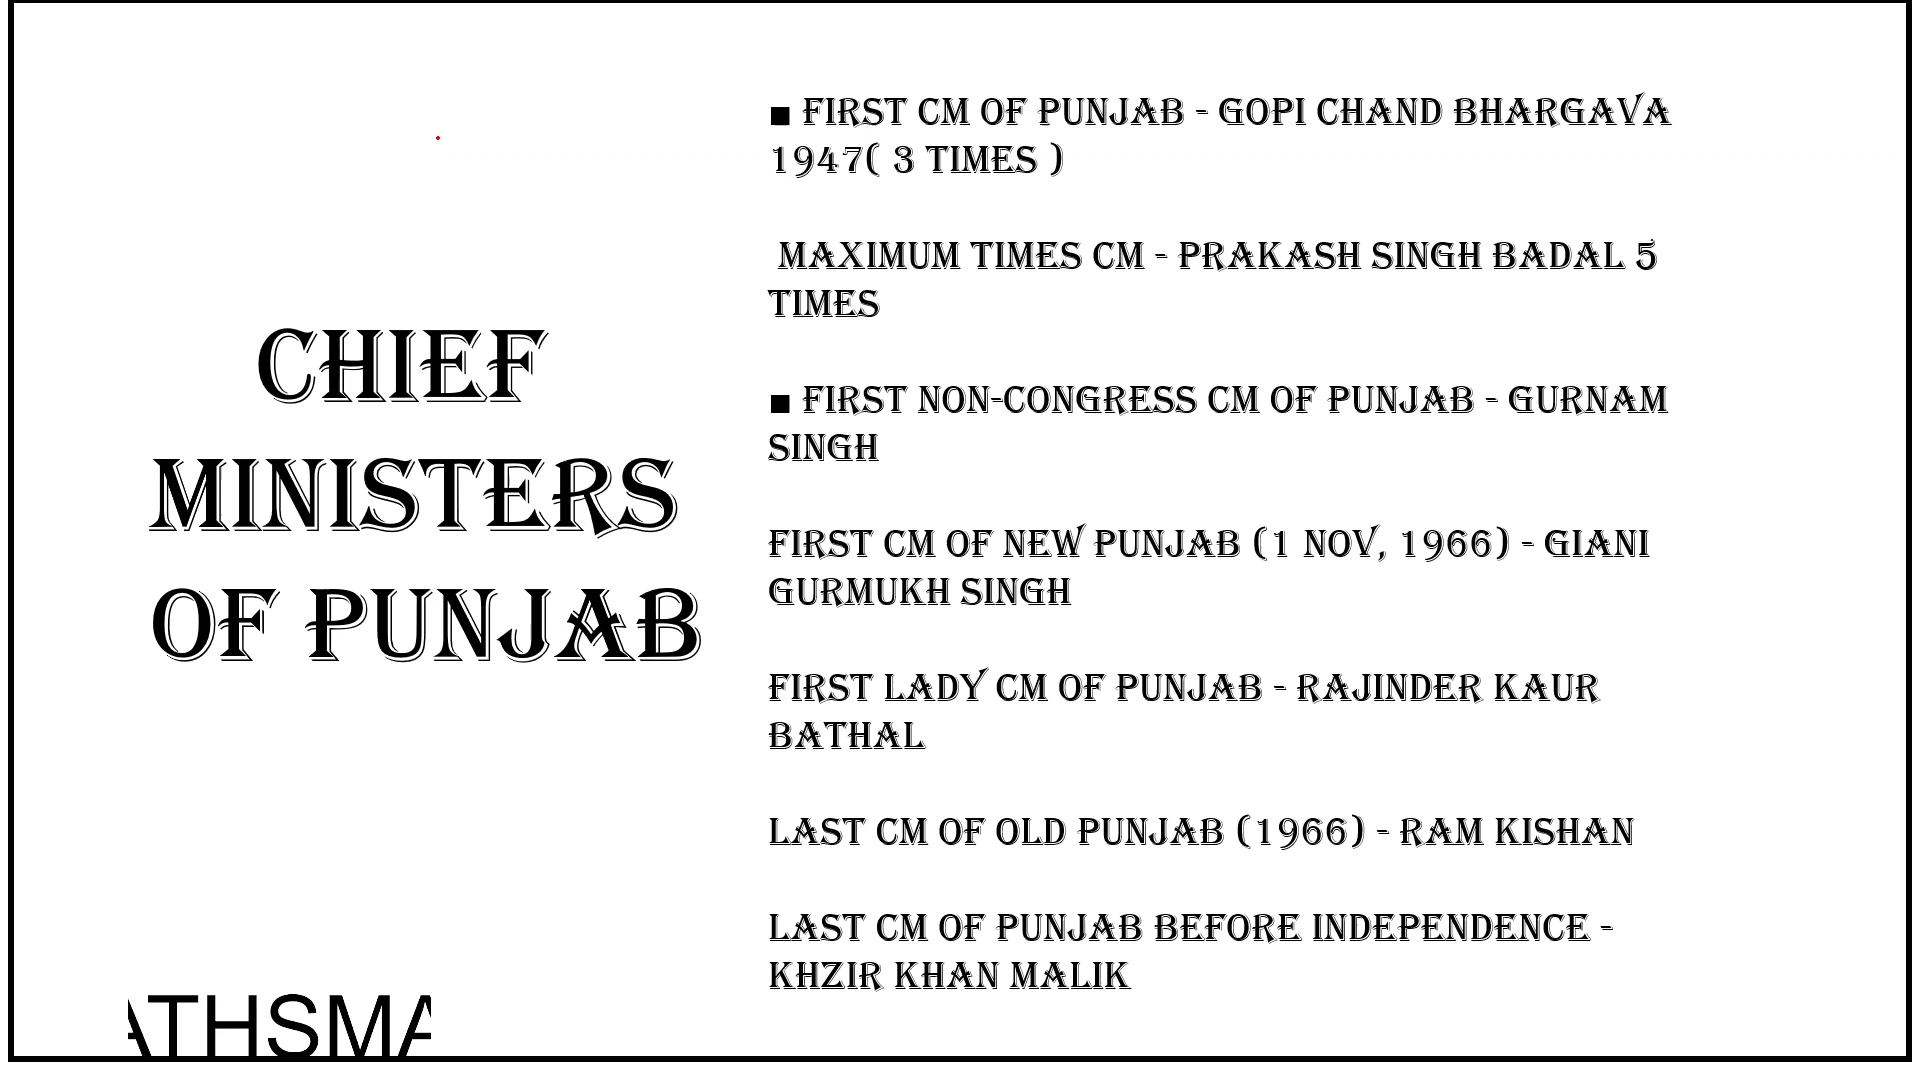 CHIEF
MINISTERS
OF PUNJAB
▪ FIRST CM OF PUNJAB - GOPI CHAND BHARGAVA
1947( 3 TIMES )
MAXIMUM TIMES CM - PRAKASH SINGH BADAL 5
TIMES
▪ FIRST NON-CONGRESS CM OF PUNJAB - GURNAM
SINGH
FIRST CM OF NEW PUNJAB (1 NOV, 1966) - GIANI
GURMUKH SINGH
FIRST LADY CM OF PUNJAB - RAJINDER KAUR
BATHAL
LAST CM OF OLD PUNJAB (1966) - RAM KISHAN
LAST CM OF PUNJAB BEFORE INDEPENDENCE -
KHZIR KHAN MALIK
ATHSMA